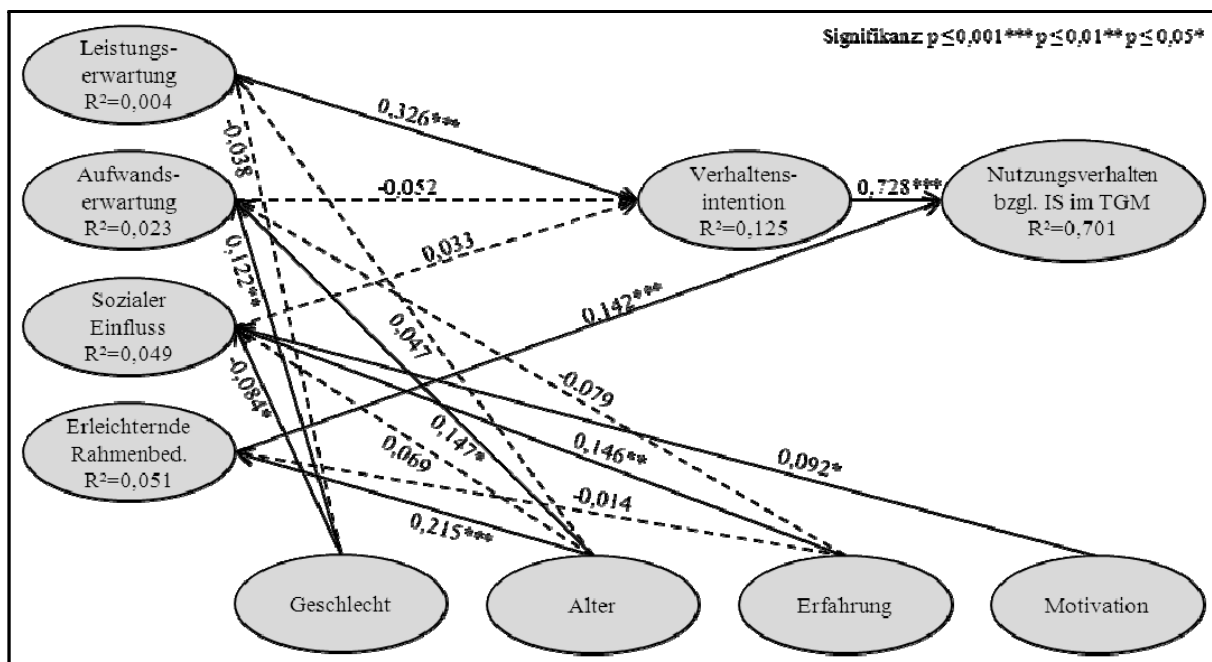 Signifikanz: p ≤0,001*** p ≤0,01** p ≤0,05*
Leistungs-
erwartung
R²=0,004
Aufwands-
erwartung
R²=0,023
Sozialer
Einfluss
R²=0,049
Erleichternde
Rahmenbed.
R²=0,051
Verhaltens-
intention
R²=0,125
Nutzungsverhalten
bzgl. IS im TGM
R²=0,701
0,326***
-0,052
0,033
0,728***
0,142***
-0,038
0,122**
-0,084*
0,047
0,147*
0,069
0,215***
-0,079
0,146**
-0,014
0,092*
Geschlecht
Alter
Erfahrung
Motivation